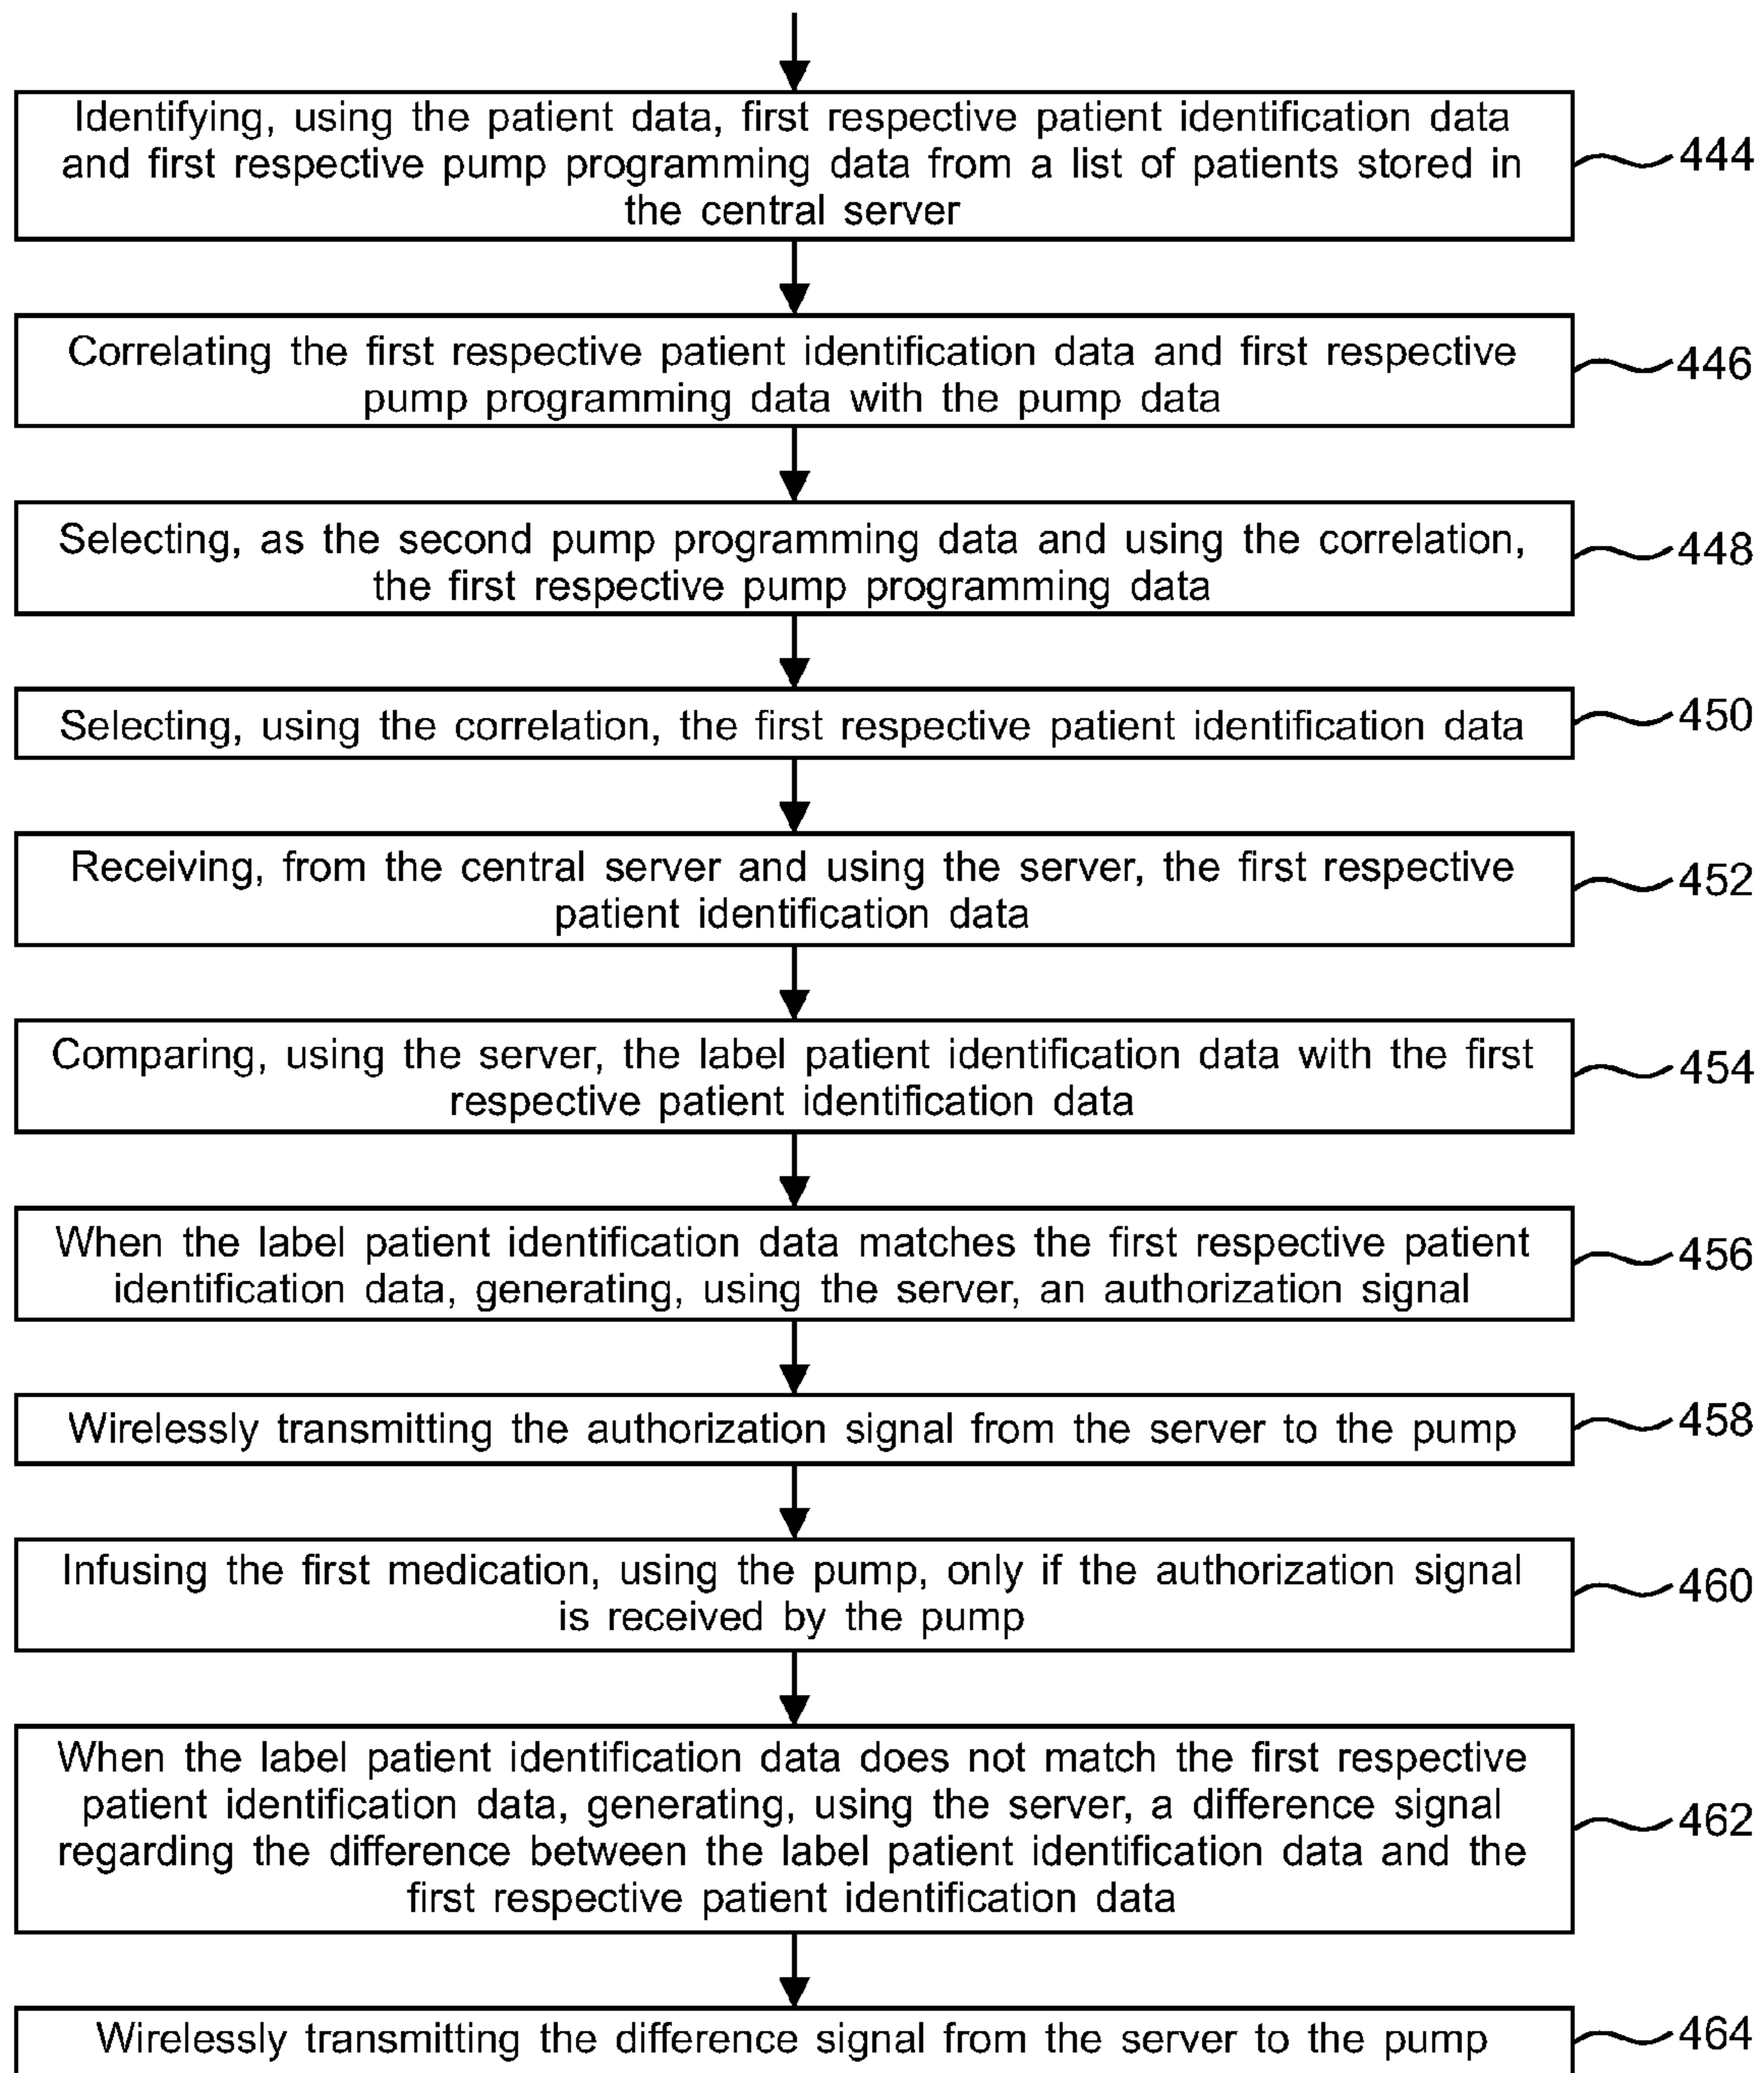 Identifying, using the patient data, first respective patient identification data
and first respective pump programming data from a list of patients stored in
the central server
444
Correlating the first respective patient identification data and first respective
pump programming data with the pump data
446
Selecting, as the second pump programming data and using the correlation,
the first respective pump programming data
448
Selecting, using the correlation, the first respective patient identification data
450
Receiving, from the central server and using the server, the first respective
patient identification data
452
Comparing, using the server, the label patient identification data with the first
respective patient identification data
454
When the label patient identification data matches the first respective patient
identification data, generating, using the server, an authorization signal
456
Wirelessly transmitting the authorization signal from the server to the pump
458
Infusing the first medication, using the pump, only if the authorization signal
is received by the pump
460
When the label patient identification data does not match the first respective
patient identification data, generating, using the server, a difference signal
regarding the difference between the label patient identification data and the
first respective patient identification data
462
Wirelessly transmitting the difference signal from the server to the pump
464